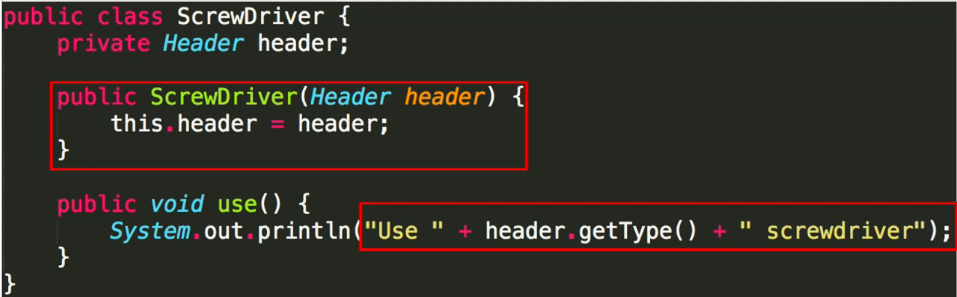 public class ScrewDriver {
    private Header header;
    public ScrewDriver(Header header) {
        this.header = header;
    }
    public void use() {
        System.out.println("Use " + header.getType() + " screwdriver");
    }
}